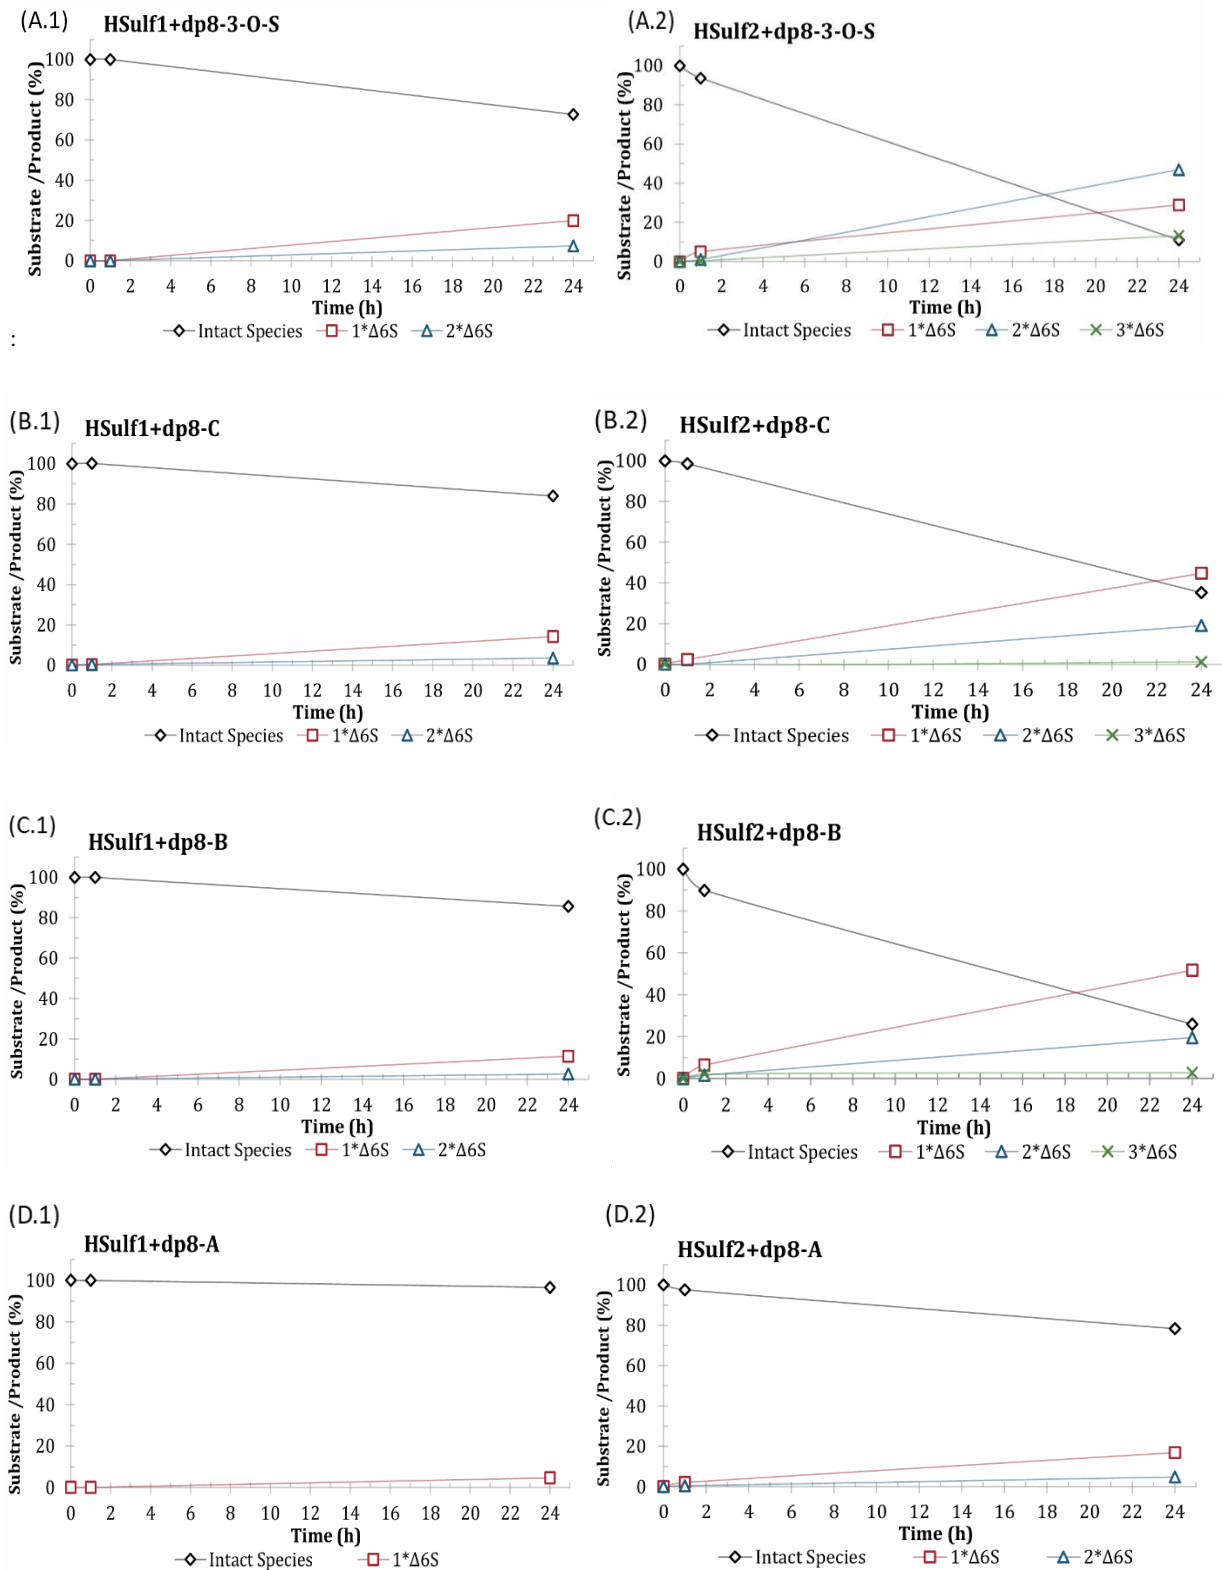 (A.1)
HSulf1+dp8-3-O-S
Substrate /Product (%)
100
80
60
40
20
0
0 2 4 6 8 10 12 14 16 18 20 22 24
Time (h)
Intact Species 1*Δ6S 2*Δ6S
:
(A.2)
HSulf2+dp8-3-O-S
Substrate /Product (%)
100
80
60
40
20
0
0 2 4 6 8 10 12 14 16 18 20 22 24
Time (h)
Intact Species 1*Δ6S 2*Δ6S 3*Δ6S
(B.1)
HSulf1+dp8-C
Substrate /Product (%)
100
80
60
40
20
0
0 2 4 6 8 10 12 14 16 18 20 22 24
Time (h)
Intact Species 1*Δ6S 2*Δ6S
(B.2)
HSulf2+dp8-C
Substrate /Product (%)
100
80
60
40
20
0
0 2 4 6 8 10 12 14 16 18 20 22 24
Time (h)
Intact Species 1*Δ6S 2*Δ6S 3*Δ6S
(C.1)
HSulf1+dp8-B
Substrate /Product (%)
100
80
60
40
20
0
0 2 4 6 8 10 12 14 16 18 20 22 24
Time (h)
Intact Species 1*Δ6S 2*Δ6S
(C.2)
HSulf2+dp8-B
Substrate /Product (%)
100
80
60
40
20
0
0 2 4 6 8 10 12 14 16 18 20 22 24
Time (h)
Intact Species 1*Δ6S 2*Δ6S 3*Δ6S
(D.1)
HSulf1+dp8-A
Substrate /Product (%)
100
80
60
40
20
0
0 2 4 6 8 10 12 14 16 18 20 22 24
Time (h)
Intact Species 1*Δ6S
(D.2)
HSulf2+dp8-A
Substrate /Product (%)
100
80
60
40
20
0
0 2 4 6 8 10 12 14 16 18 20 22 24
Time (h)
Intact Species 1*Δ6S 2*Δ6S